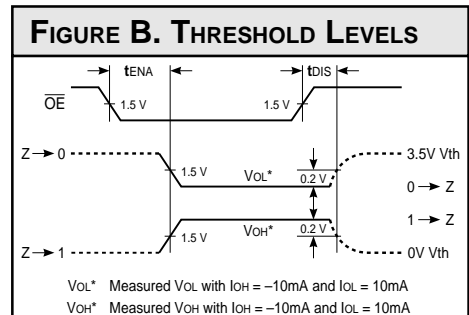 FIGURE B. THRESHOLD LEVELS
tENA tDIS
OE 1.5 V 1.5 V
Z 0 3.5V Vth
1.5 V VOL* 0.2 V
0 Z
1 Z
1.5 V VOH* 0.2 V
Z 1 0V Vth
VOL* Measured VOL with IOH = –10mA and IOL = 10mA
VOH* Measured VOH with IOH = –10mA and IOL = 10mA